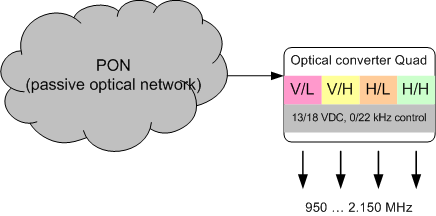 PON
(passive optical network)
Optical converter Quad
V/L V/H H/L H/H
13/18 VDC, 0/22 kHz control
950 ... 2.150 MHz